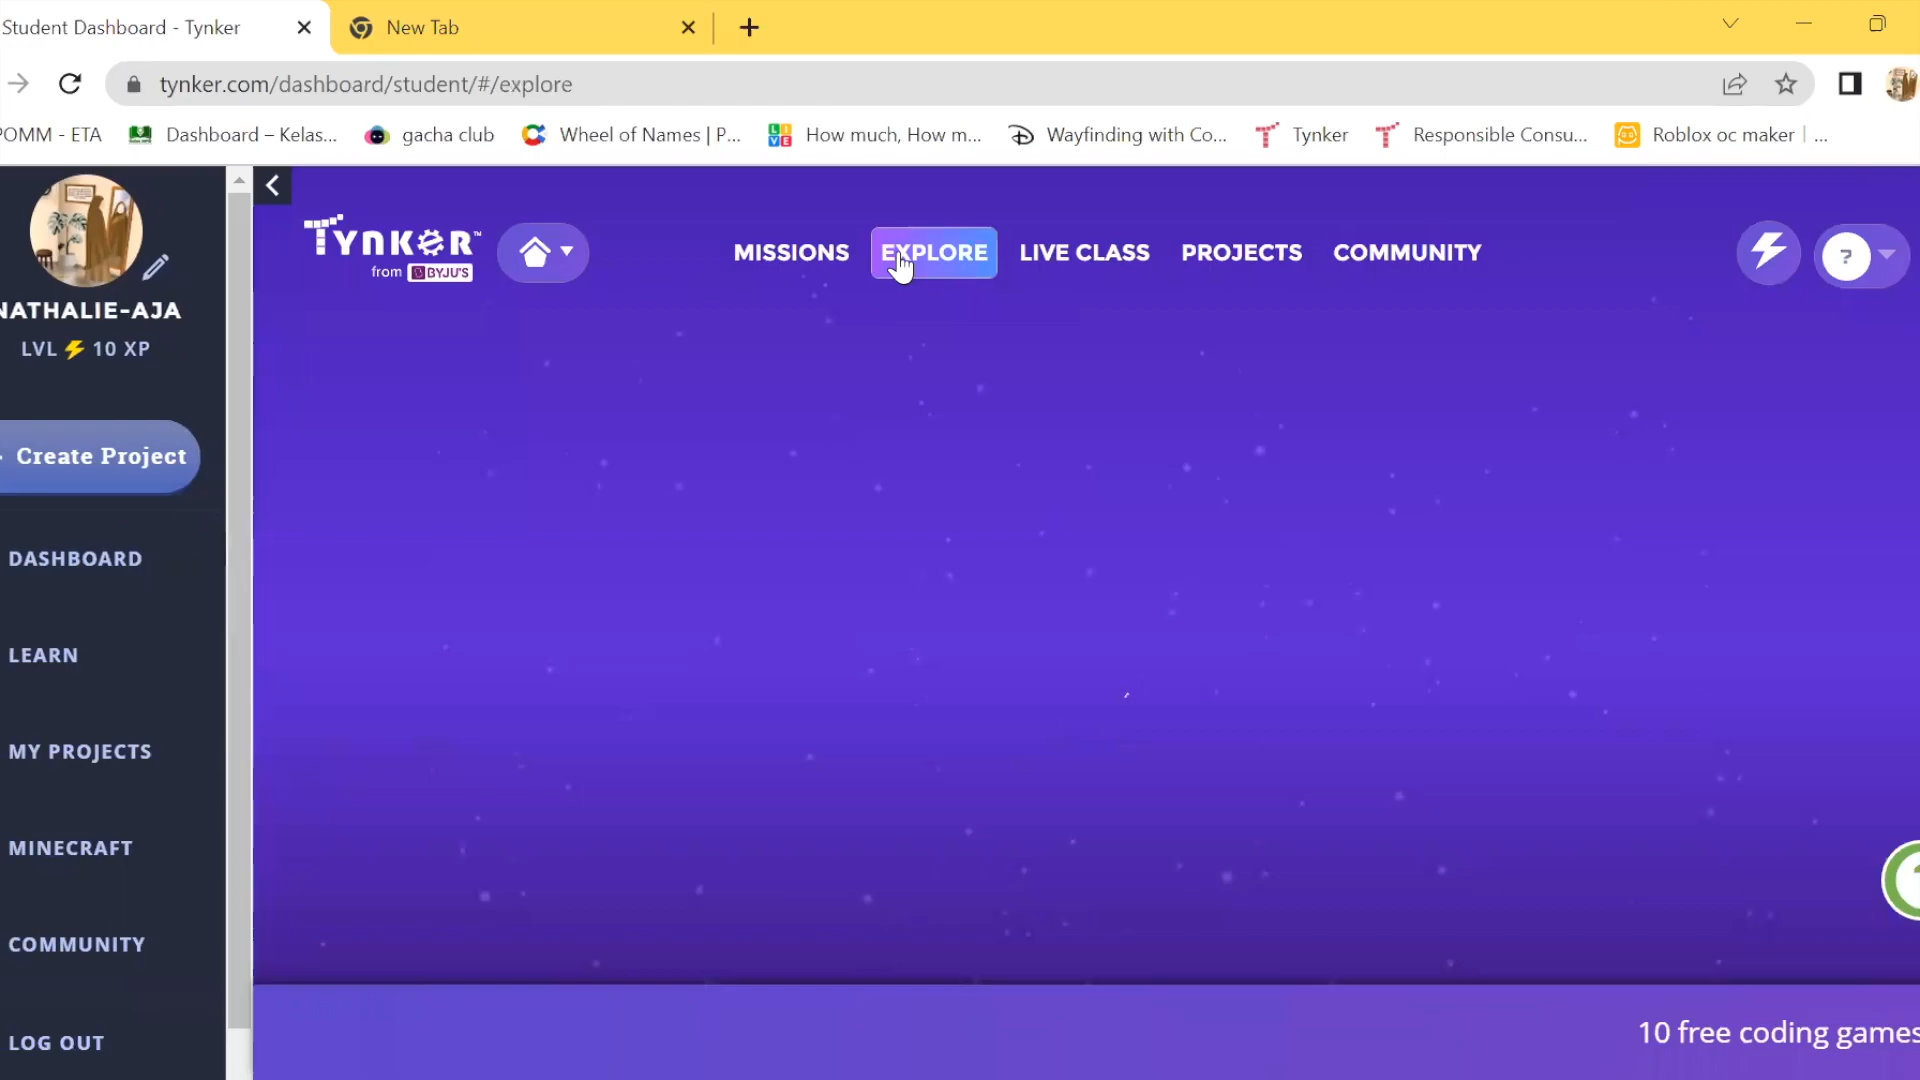 Student Dashboard - Tynker
New Tab
tynker.com/dashboard/student/#/explore
POMM - ETA
Dashboard – Kelas...
gacha club
Wheel of Names | P...
LIVE
How much, How m...
Wayfinding with Co...
Tynker
Responsible Consu...
Roblox oc maker | ...
NATHALIE-AJA
LVL 10 XP
Create Project
DASHBOARD
LEARN
MY PROJECTS
MINECRAFT
COMMUNITY
LOG OUT
TYNKER™
from BYJU'S
MISSIONS
EXPLORE
LIVE CLASS
PROJECTS
COMMUNITY
?
10 free coding games